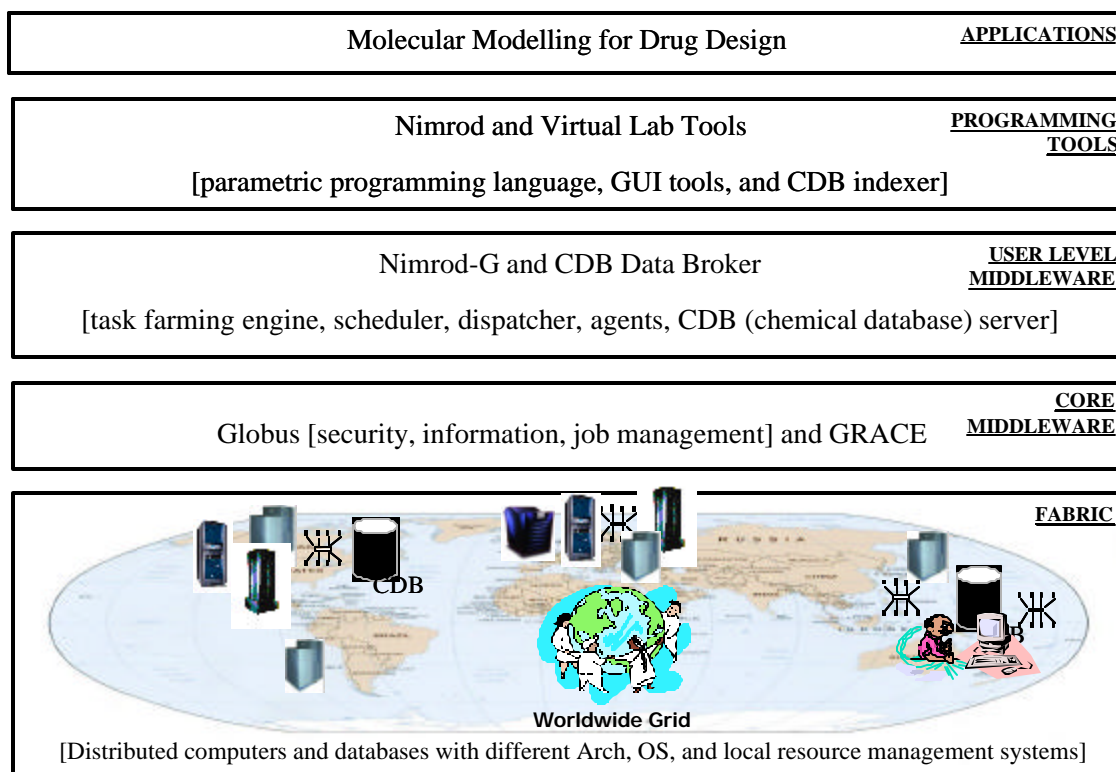 Molecular Modelling for Drug Design
APPLICATIONS
Nimrod and Virtual Lab Tools
PROGRAMMING
TOOLS
[parametric programming language, GUI tools, and CDB indexer]
Nimrod-G and CDB Data Broker
USER LEVEL
MIDDLEWARE
[task farming engine, scheduler, dispatcher, agents, CDB (chemical database) server]
CORE
MIDDLEWARE
Globus [security, information, job management] and GRACE
FABRIC
RUSSIA
CDB
BRAZIL
Worldwide Grid
[Distributed computers and databases with different Arch, OS, and local resource management systems]